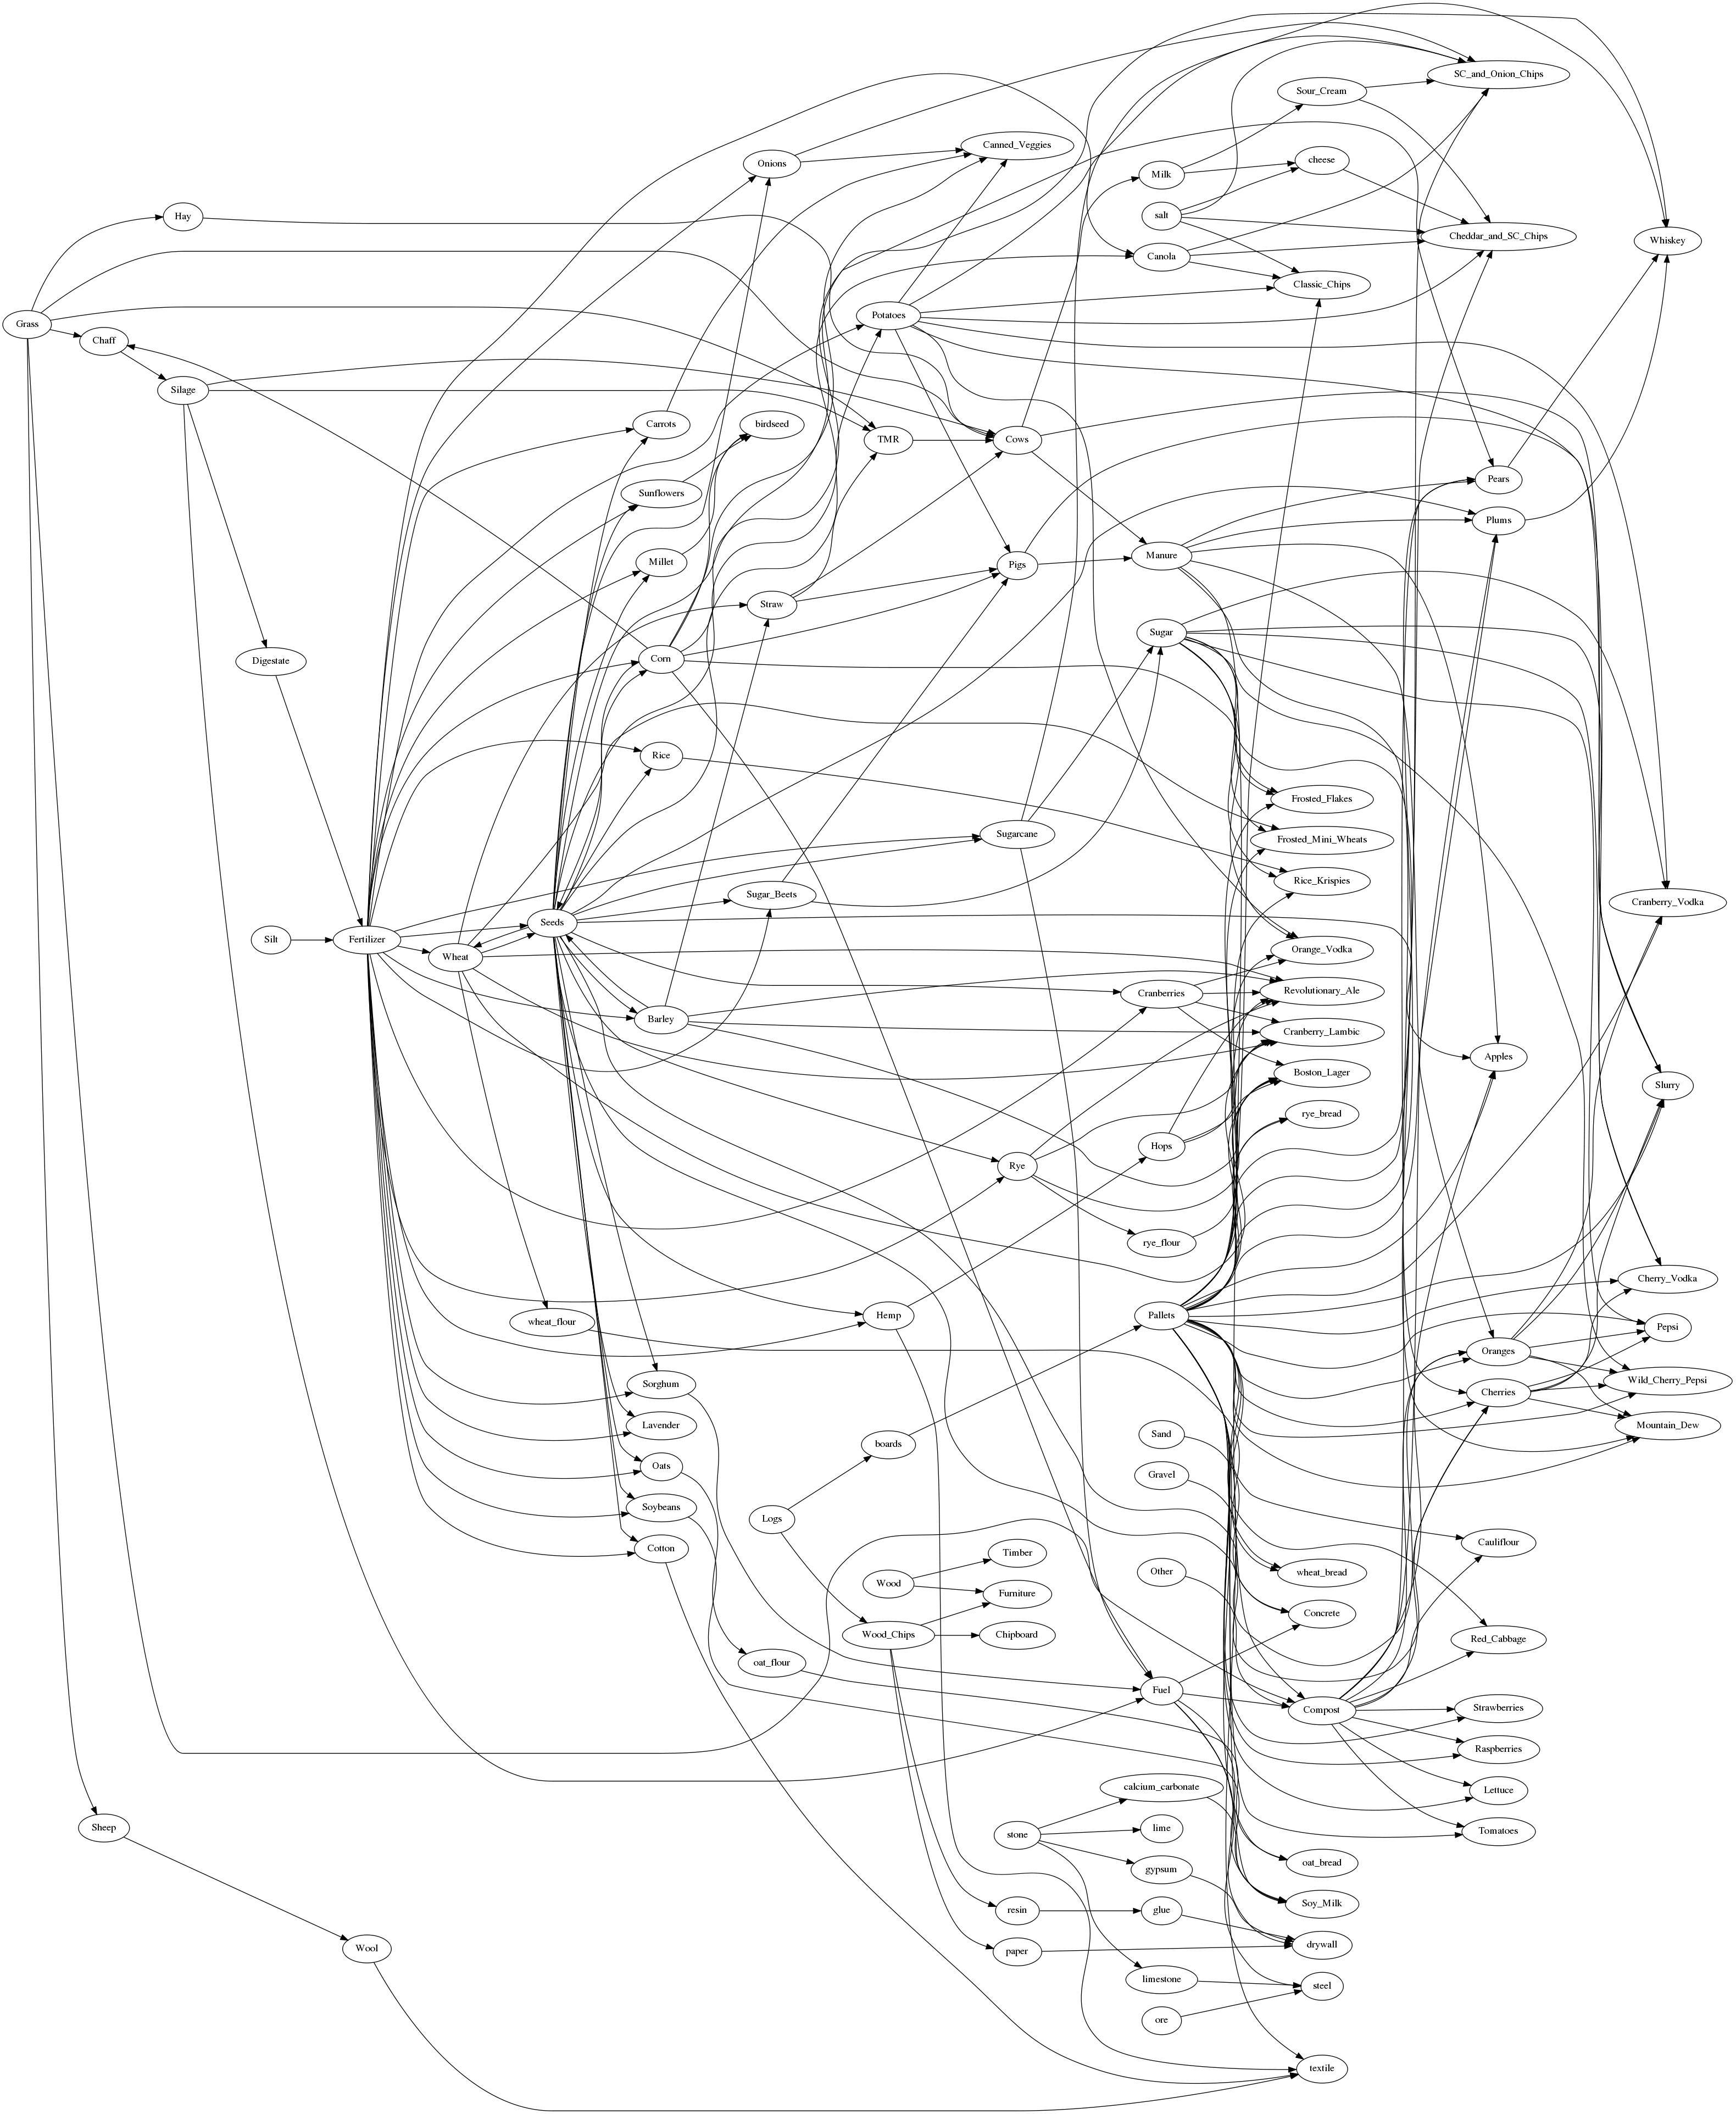 SC_and_Onion_Chips
Sour_Cream
Canned_Veggies
Onions
cheese
Milk
Hay
salt
Cheddar_and_SC_Chips
Whiskey
Canola
Classic_Chips
Potatoes
Grass
Chaff
Silage
Carrots
birdseed
TMR
Cows
Pears
Sunflowers
Plums
Manure
Millet
Pigs
Straw
Sugar
Corn
Digestate
Rice
Frosted_Flakes
Sugarcane
Frosted_Mini_Wheats
Rice_Krispies
Sugar_Beets
Cranberry_Vodka
Seeds
Silt
Fertilizer
Orange_Vodka
Wheat
Revolutionary_Ale
Cranberries
Barley
Cranberry_Lambic
Apples
Boston_Lager
Slurry
rye_bread
Hops
Rye
rye_flour
Cherry_Vodka
Hemp
Pallets
wheat_flour
Pepsi
Oranges
Wild_Cherry_Pepsi
Sorghum
Cherries
Lavender
Mountain_Dew
Sand
boards
Oats
Gravel
Soybeans
Logs
Cauliflour
Cotton
Timber
Other
wheat_bread
Wood
Furniture
Concrete
Wood_Chips
Chipboard
Red_Cabbage
oat_flour
Fuel
Strawberries
Compost
Raspberries
calcium_carbonate
Lettuce
Sheep
lime
stone
Tomatoes
oat_bread
gypsum
Soy_Milk
resin
glue
drywall
Wool
paper
limestone
steel
ore
textile